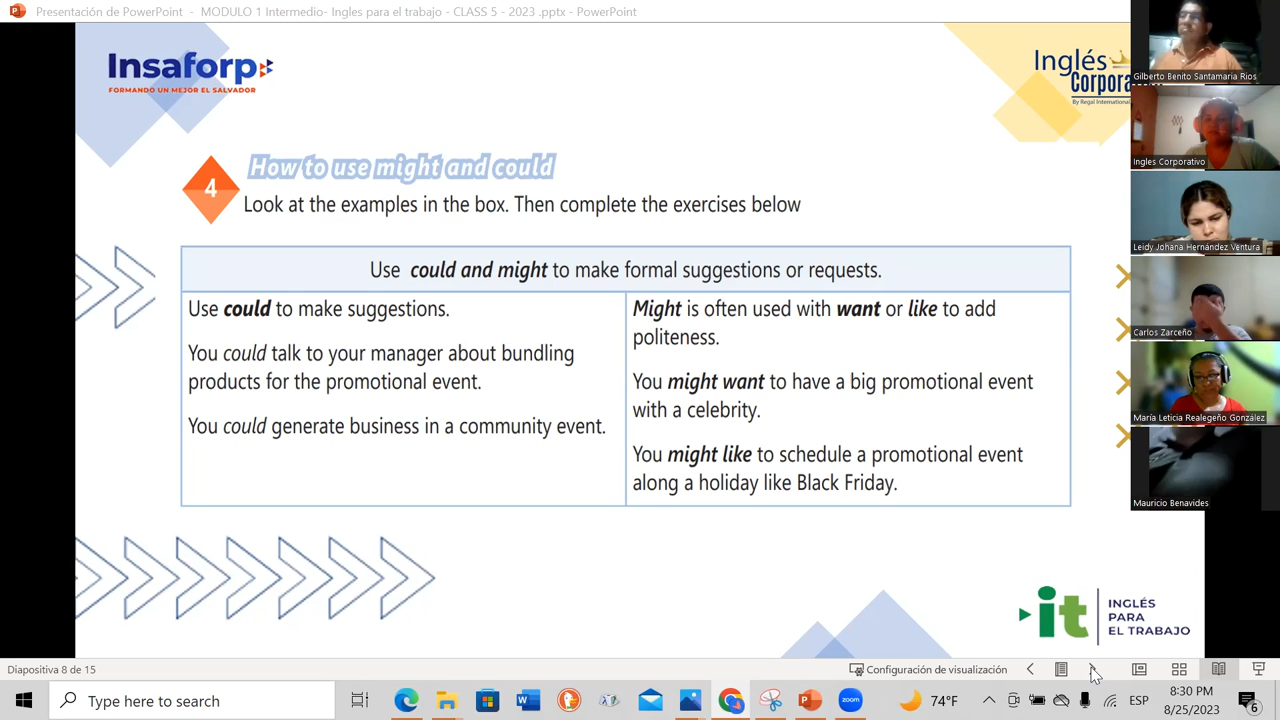 Presentación de PowerPoint - MODULO 1 Intermedio- Ingles para el trabajo - CLASS 5 - 2023 .pptx - PowerPoint
Insaforp
FORMANDO UN MEJOR EL SALVADOR
Inglés
Corpora
By Regal International
4
How to use might and could
Look at the examples in the box. Then complete the exercises below
Use could and might to make formal suggestions or requests.
Use could to make suggestions.
You could talk to your manager about bundling
products for the promotional event.
You could generate business in a community event.
Might is often used with want or like to add
politeness.
You might want to have a big promotional event
with a celebrity.
You might like to schedule a promotional event
along a holiday like Black Friday.
Gilberto Benito Santamaria Rios
Ingles Corporativo
Leidy Johana Hernández Ventura
Carlos Zarceño
María Leticia Realegeño González
Mauricio Benavides
it
INGLÉS
PARA
EL TRABAJO
Diapositiva 8 de 15
Configuración de visualización
Type here to search
zoom
74°F
ESP
8:30 PM
8/25/2023
6